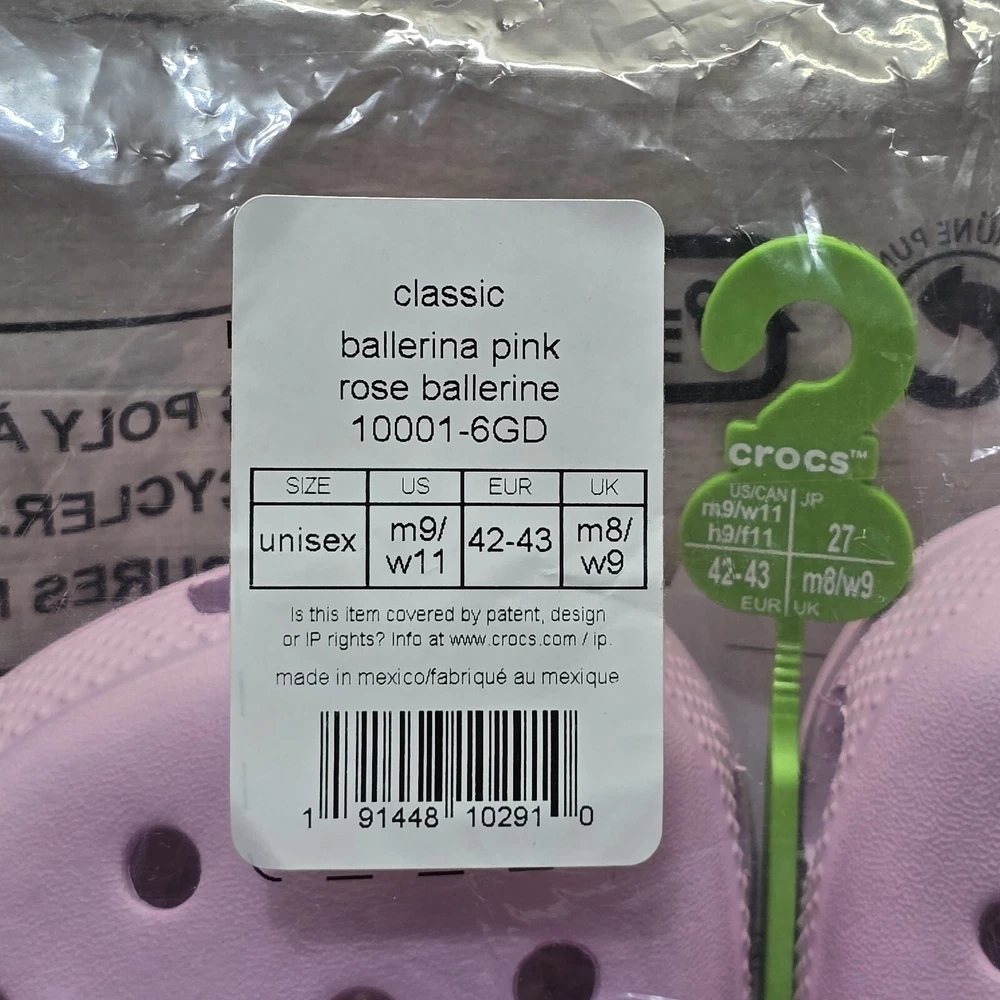 classic
ballerina pink
rose ballerine
10001-6GD
SIZE US EUR UK
unisex m9/ w11 42-43 m8/ w9
Is this item covered by patent, design
or IP rights? Info at www.crocs.com / ip.
made in mexico/fabriqué au mexique
1 91448 10291 0
crocs™
US/CAN JP
m9/w11
h9/f11 27
42-43 m8/w9
EUR UK
POLY À